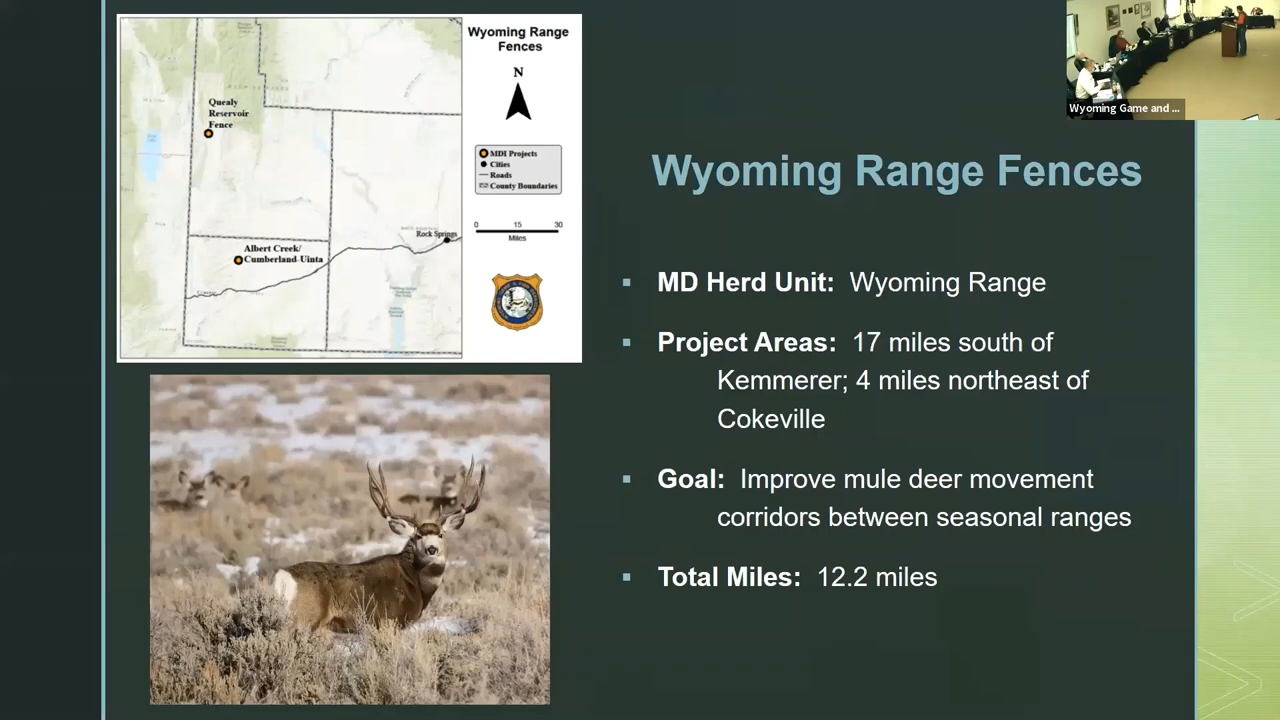 Wyoming Range
Fences
N
MDI Projects
Cities
Roads
County Boundaries
0 15 30
Miles
Quealy
Reservoir
Fence
Albert Creek/
Cumberland-Uinta
Rock Springs
Wyoming Game and ...
Wyoming Range Fences
MD Herd Unit: Wyoming Range
Project Areas: 17 miles south of
Kemmerer; 4 miles northeast of
Cokeville
Goal: Improve mule deer movement
corridors between seasonal ranges
Total Miles: 12.2 miles